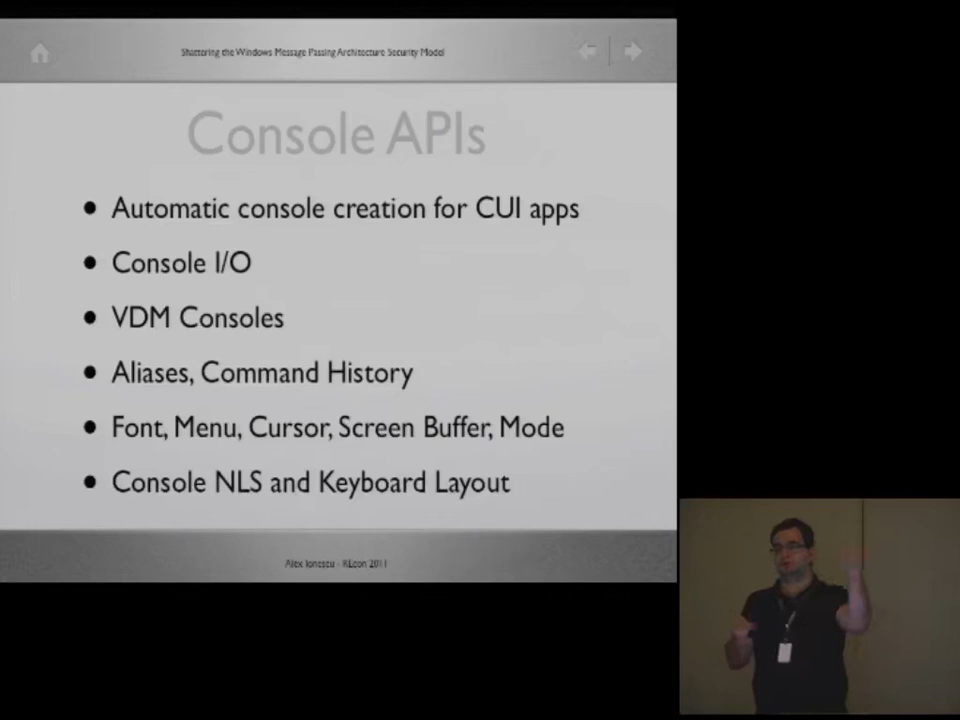 Shattering the Windows Message Passing Architecture Security Model
Console APIs
• Automatic console creation for CUI apps
• Console I/O
• VDM Consoles
• Aliases, Command History
• Font, Menu, Cursor, Screen Buffer, Mode
• Console NLS and Keyboard Layout
Alex Ionescu - REcon 2011